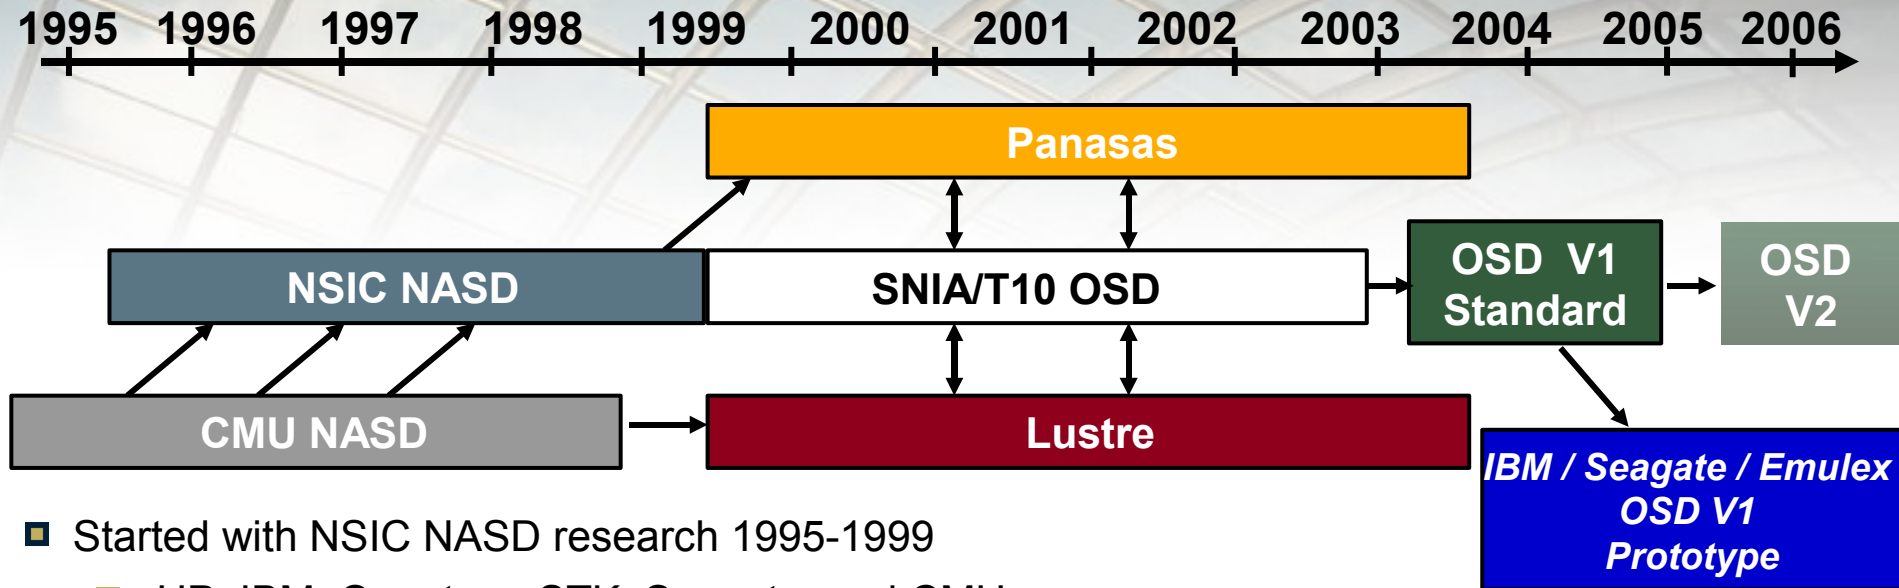 1995 1996 1997 1998 1999 2000 2001 2002 2003 2004 2005 2006
Panasas
NSIC NASD
SNIA/T10 OSD
OSD V1
Standard
OSD
V2
CMU NASD
Lustre
IBM / Seagate / Emulex
OSD V1
Prototype
Started with NSIC NASD research 1995-1999